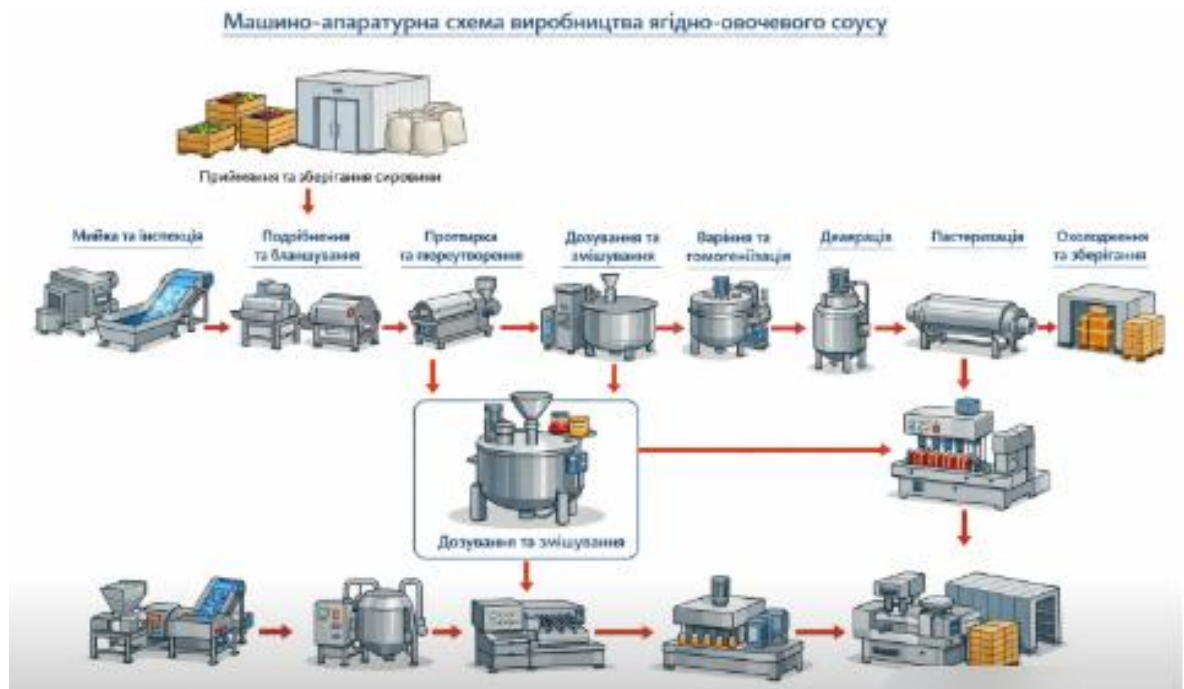 Машино-апаратурна схема виробництва ягідно-овочевого соусу
Приймання та зберігання сировини
Мийка та інспекція
Подрібнення
та бланшування
Протирка
та пюреутворення
Дозування та
змішування
Варіння та
гомогенізація
Деаерація
Пастеризація
Охолодження
та зберігання
Дозування та змішування